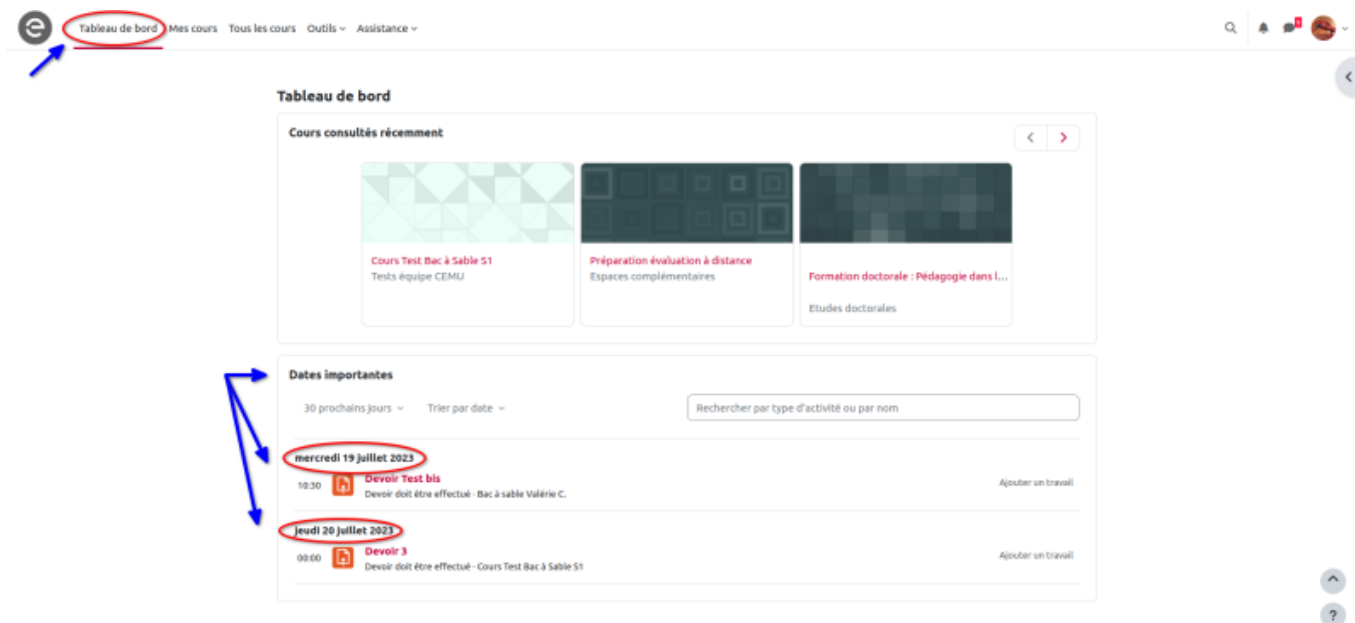 e
Tableau de bord Mes cours Tous les cours Outils Assistance
Tableau de bord
Cours consultés récemment
Cours Test Bac à Sable S1
Tests équipe CEMU
Préparation évaluation à distance
Espaces complémentaires
Formation doctorale : Pédagogie dans l...
Etudes doctorales
Dates importantes
30 prochains jours Trier par date Rechercher par type d'activité ou par nom
mercredi 19 juillet 2023
10:30 Devoir Test bis Ajouter un travail
Devoir doit être effectué · Bac à sable Valérie C.
jeudi 20 juillet 2023
00:00 Devoir 3 Ajouter un travail
Devoir doit être effectué · Cours Test Bac à Sable S1
?